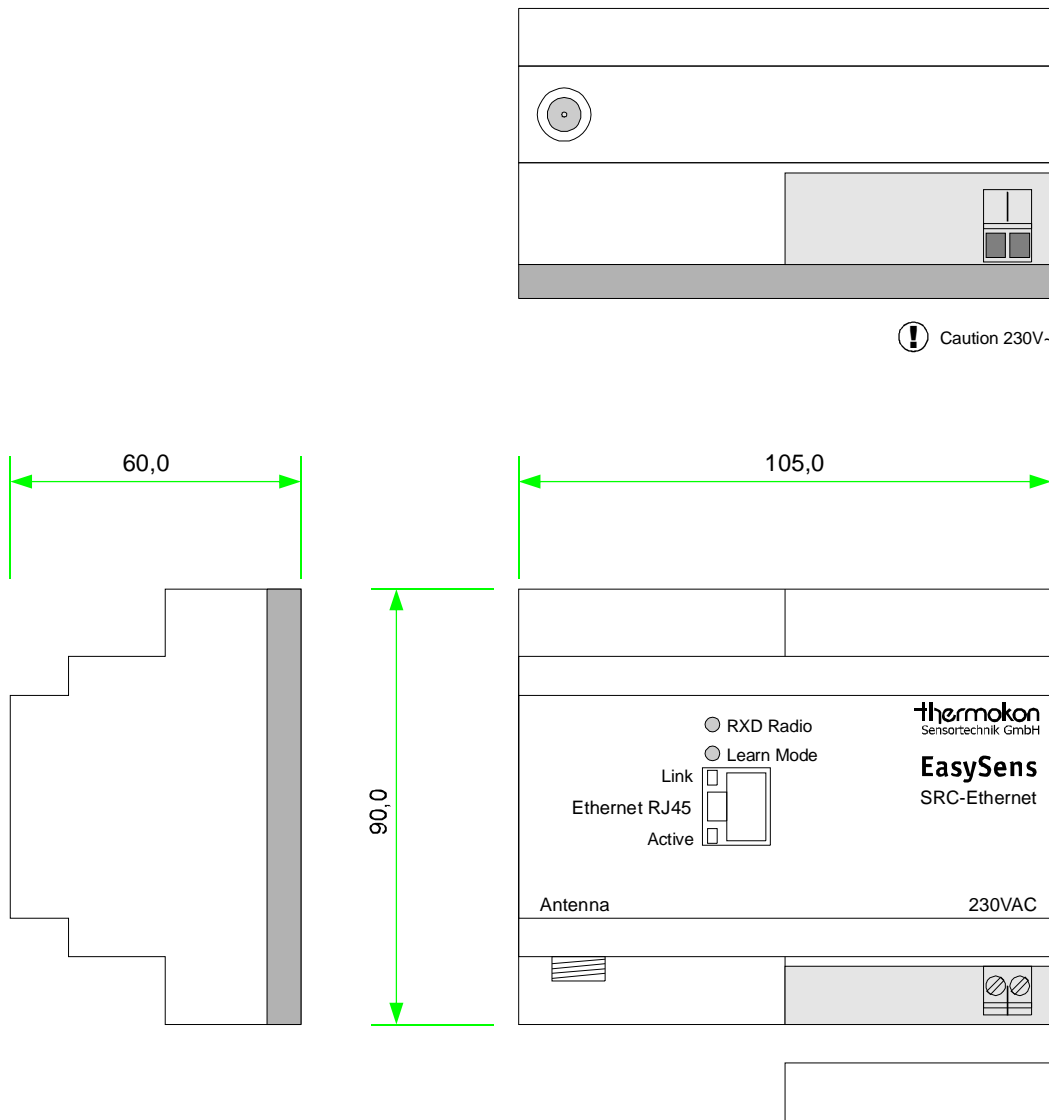 Caution 230V~
60,0
105,0
90,0
RXD Radio
Learn Mode
Link
Ethernet RJ45
Active
thermokon
Sensortechnik GmbH
EasySens
SRC-Ethernet
Antenna
230VAC